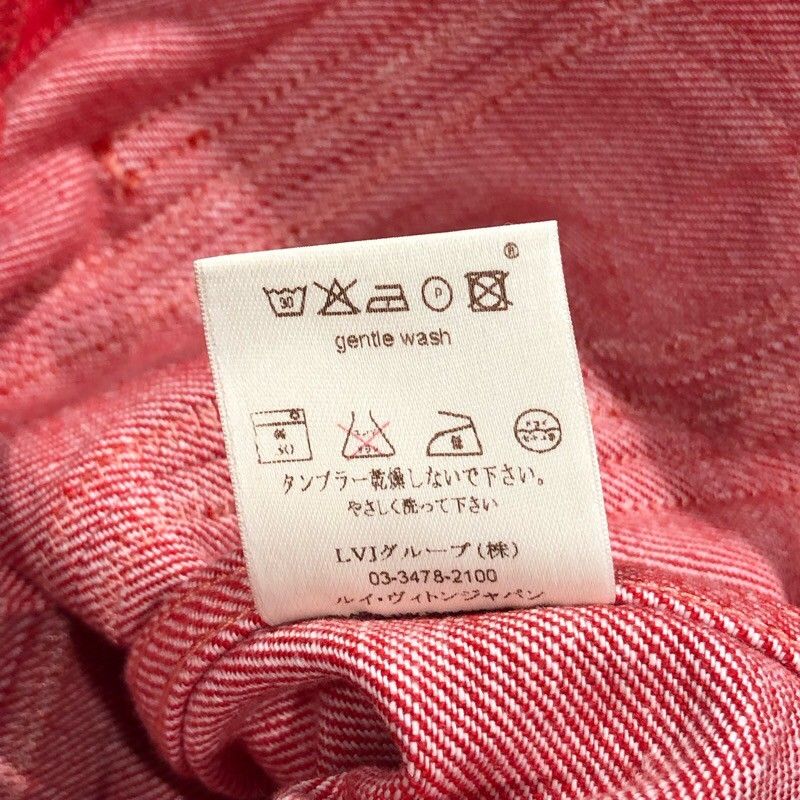 ®
30 P
gentle wash
低
タンブラー乾燥しないで下さい。
やさしく洗って下さい
LVJグループ(株)
03-3478-2100
ルイ・ヴィトンジャパン